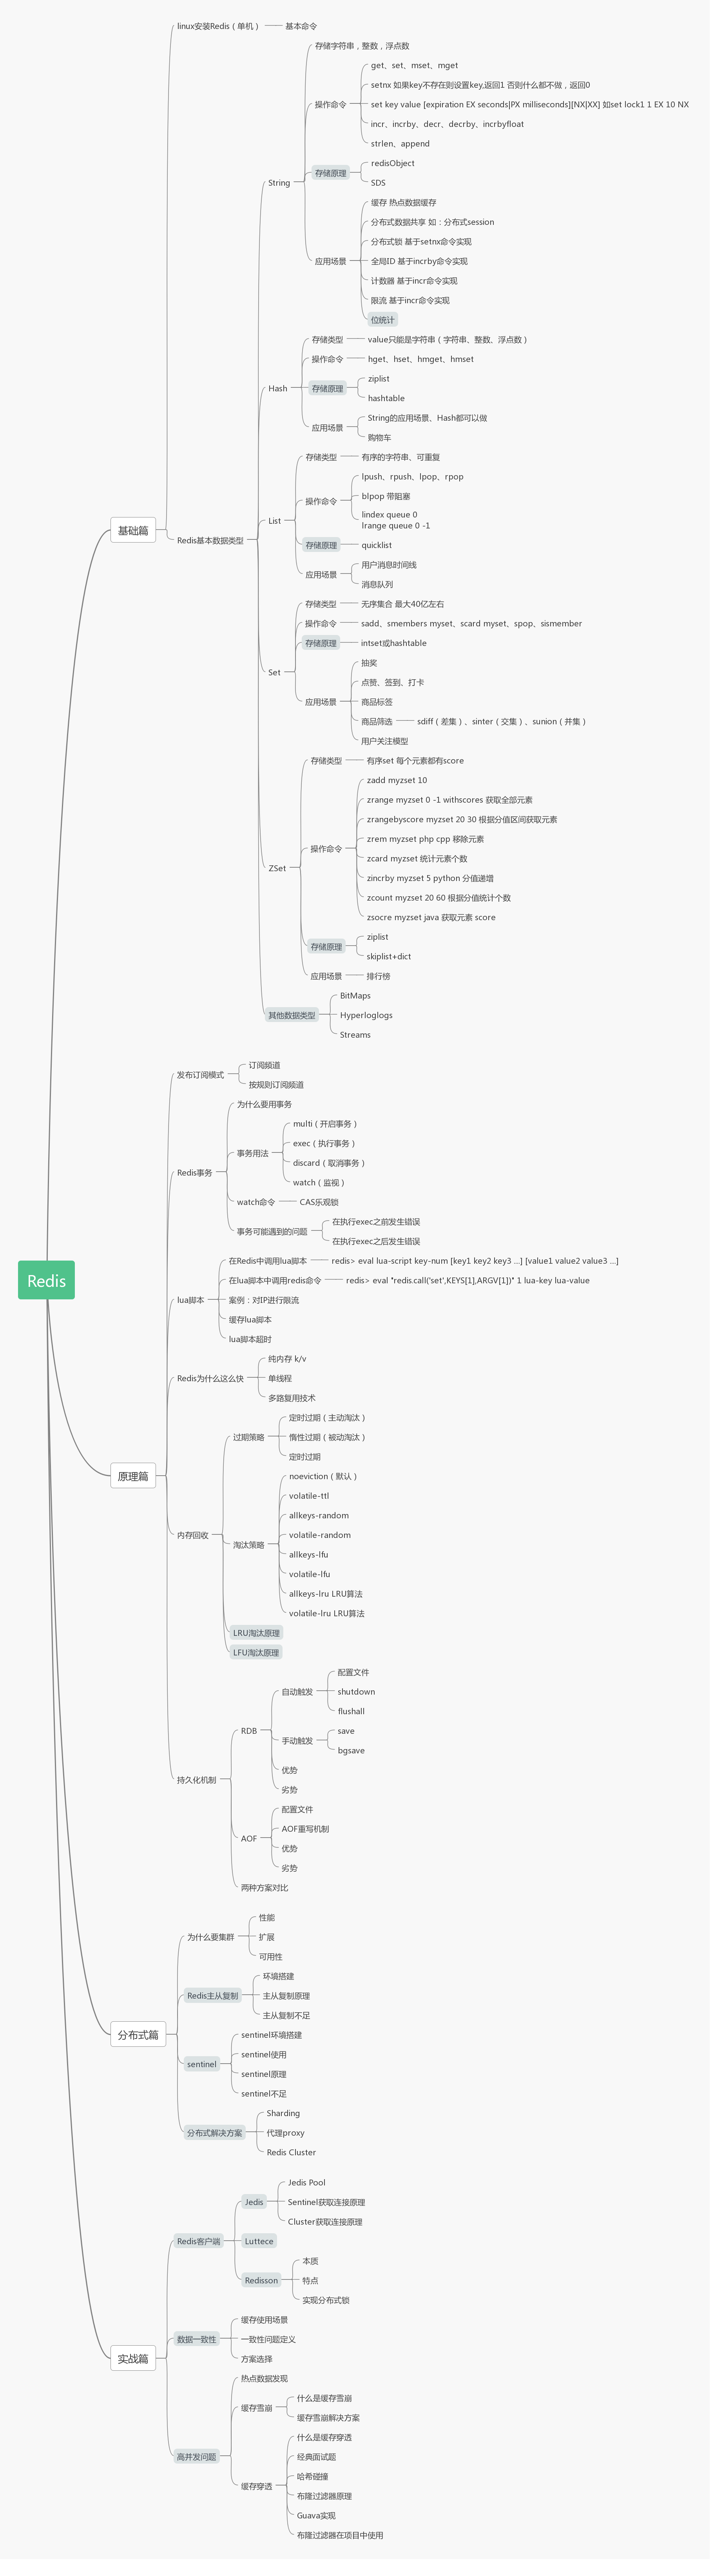 Redis
基础篇
linux安装Redis（单机）
基本命令
Redis基本数据类型
String
存储字符串，整数，浮点数
操作命令
get、set、mset、mget
setnx 如果key不存在则设置key,返回1 否则什么都不做，返回0
set key value [expiration EX seconds|PX milliseconds][NX|XX] 如set lock1 1 EX 10 NX
incr、incrby、decr、decrby、incrbyfloat
strlen、append
存储原理
redisObject
SDS
应用场景
缓存 热点数据缓存
分布式数据共享 如：分布式session
分布式锁 基于setnx命令实现
全局ID 基于incrby命令实现
计数器 基于incr命令实现
限流 基于incr命令实现
位统计
Hash
存储类型
value只能是字符串（字符串、整数、浮点数）
操作命令
hget、hset、hmget、hmset
存储原理
ziplist
hashtable
应用场景
String的应用场景、Hash都可以做
购物车
List
存储类型
有序的字符串、可重复
操作命令
lpush、rpush、lpop、rpop
blpop 带阻塞
lindex queue 0
lrange queue 0 -1
存储原理
quicklist
应用场景
用户消息时间线
消息队列
Set
存储类型
无序集合 最大40亿左右
操作命令
sadd、smembers myset、scard myset、spop、sismember
存储原理
intset或hashtable
应用场景
抽奖
点赞、签到、打卡
商品标签
商品筛选
sdiff（差集）、sinter（交集）、sunion（并集）
用户关注模型
ZSet
存储类型
有序set 每个元素都有score
操作命令
zadd myzset 10
zrange myzset 0 -1 withscores 获取全部元素
zrangebyscore myzset 20 30 根据分值区间获取元素
zrem myzset php cpp 移除元素
zcard myzset 统计元素个数
zincrby myzset 5 python 分值递增
zcount myzset 20 60 根据分值统计个数
zsocre myzset java 获取元素 score
存储原理
ziplist
skiplist+dict
应用场景
排行榜
其他数据类型
BitMaps
Hyperloglogs
Streams
原理篇
发布订阅模式
订阅频道
按规则订阅频道
Redis事务
为什么要用事务
事务用法
multi（开启事务）
exec（执行事务）
discard（取消事务）
watch（监视）
watch命令
CAS乐观锁
事务可能遇到的问题
在执行exec之前发生错误
在执行exec之后发生错误
lua脚本
在Redis中调用lua脚本
redis> eval lua-script key-num [key1 key2 key3 ...] [value1 value2 value3 ...]
在lua脚本中调用redis命令
redis> eval "redis.call('set',KEYS[1],ARGV[1])" 1 lua-key lua-value
案例：对IP进行限流
缓存lua脚本
lua脚本超时
Redis为什么这么快
纯内存 k/v
单线程
多路复用技术
内存回收
过期策略
定时过期（主动淘汰）
惰性过期（被动淘汰）
定时过期
淘汰策略
noeviction（默认）
volatile-ttl
allkeys-random
volatile-random
allkeys-lfu
volatile-lfu
allkeys-lru LRU算法
volatile-lru LRU算法
LRU淘汰原理
LFU淘汰原理
持久化机制
RDB
自动触发
配置文件
shutdown
flushall
手动触发
save
bgsave
优势
劣势
AOF
配置文件
AOF重写机制
优势
劣势
两种方案对比
分布式篇
为什么要集群
性能
扩展
可用性
Redis主从复制
环境搭建
主从复制原理
主从复制不足
sentinel
sentinel环境搭建
sentinel使用
sentinel原理
sentinel不足
分布式解决方案
Sharding
代理proxy
Redis Cluster
实战篇
Redis客户端
Jedis
Jedis Pool
Sentinel获取连接原理
Cluster获取连接原理
Luttece
Redisson
本质
特点
实现分布式锁
数据一致性
缓存使用场景
一致性问题定义
方案选择
高并发问题
热点数据发现
缓存雪崩
什么是缓存雪崩
缓存雪崩解决方案
缓存穿透
什么是缓存穿透
经典面试题
哈希碰撞
布隆过滤器原理
Guava实现
布隆过滤器在项目中使用